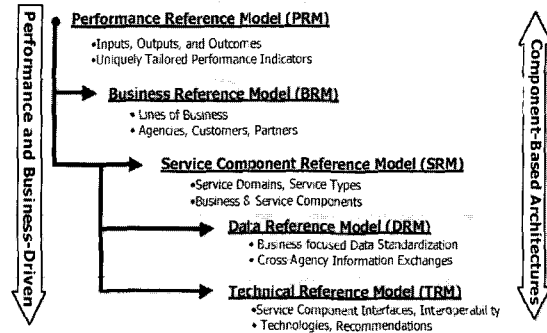 Performance Reference Model (PRM)
•Inputs, Outputs, and Outcomes
•Uniquely Tailored Performance Indicators
Business Reference Model (BRM)
• Lines of Business
• Agencies, Customers, Partners
Service Component Reference Model (SRM)
•Service Domains, Service Types
•Business & Service Components
Data Reference Model (DRM)
• Business focused Data Standardization
• Cross Agency Information Exchanges
Technical Reference Model (TRM)
•Service Component Interfaces, Interoperability
• Technologies, Recommendations
Performance and Business-Driven
Component-Based Architectures